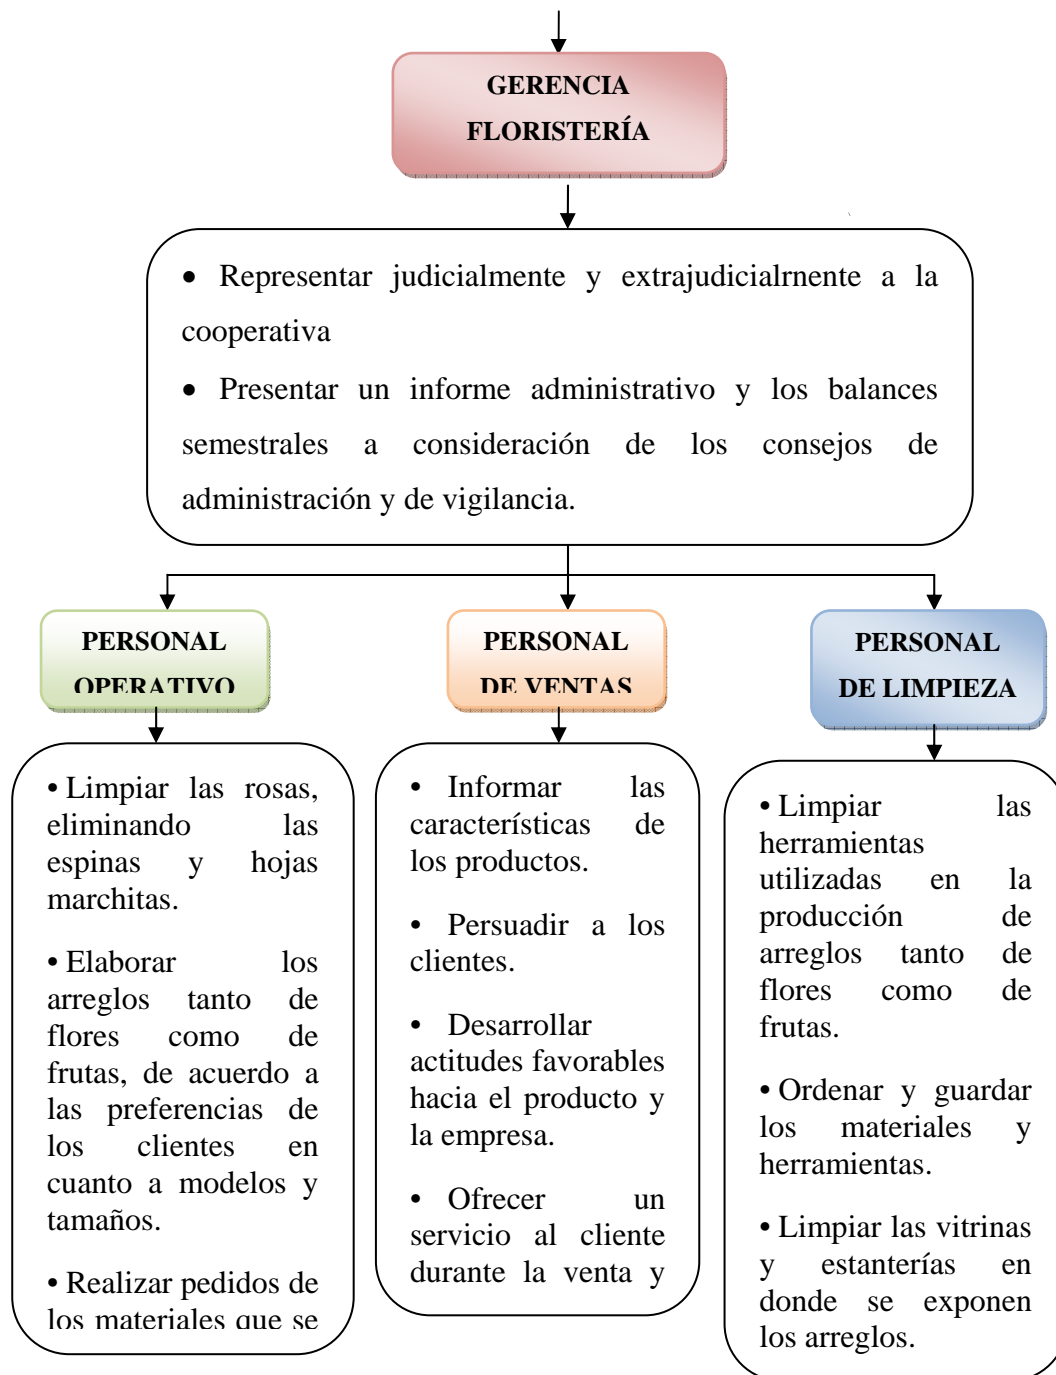 GERENCIA
FLORISTERÍA
• Representar judicialmente y extrajudicialrnente a la
cooperativa
• Presentar un informe administrativo y los balances
semestrales a consideración de los consejos de
administración y de vigilancia.
PERSONAL
OPERATIVO
PERSONAL
DE VENTAS
PERSONAL
DE LIMPIEZA
• Limpiar las rosas,
eliminando las
espinas y hojas
marchitas.
• Elaborar los
arreglos tanto de
flores como de
frutas, de acuerdo a
las preferencias de
los clientes en
cuanto a modelos y
tamaños.
• Realizar pedidos de
los materiales que se
• Informar las
características de
los productos.
• Persuadir a los
clientes.
• Desarrollar
actitudes favorables
hacia el producto y
la empresa.
• Ofrecer un
servicio al cliente
durante la venta y
• Limpiar las
herramientas
utilizadas en la
producción de
arreglos tanto de
flores como de
frutas.
• Ordenar y guardar
los materiales y
herramientas.
• Limpiar las vitrinas
y estanterías en
donde se exponen
los arreglos.